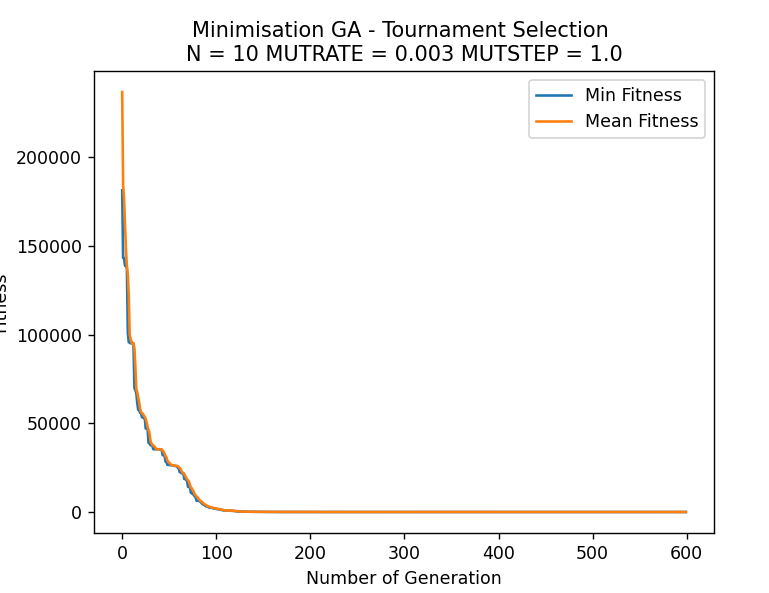 Minimisation GA - Tournament Selection
N = 10 MUTRATE = 0.003 MUTSTEP = 1.0
Min Fitness
Mean Fitness
200000
150000
100000
50000
0
0 100 200 300 400 500 600
Number of Generation